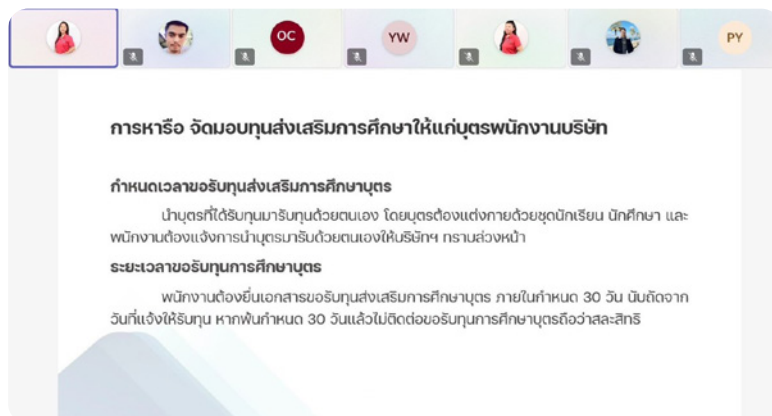 OC
YW
PY
การหารือ จัดมอบทุนส่งเสริมการศึกษาให้แก่บุตรพนักงานบริษัท
กำหนดเวลาขอรับทุนส่งเสริมการศึกษาบุตร
นำบุตรที่ได้รับทุนมารับทุนด้วยตนเอง โดยบุตรต้องแต่งกายด้วยชุดนักเรียน นักศึกษา และ
พนักงานต้องแจ้งการนำบุตรมารับด้วยตนเองให้บริษัทฯ ทราบล่วงหน้า
ระยะเวลาขอรับทุนการศึกษาบุตร
พนักงานต้องยื่นเอกสารขอรับทุนส่งเสริมการศึกษาบุตร ภายในกำหนด 30 วัน นับถัดจาก
วันที่แจ้งให้รับทุน หากพ้นกำหนด 30 วันแล้วไม่ติดต่อขอรับทุนการศึกษาบุตรถือว่าสละสิทธิ